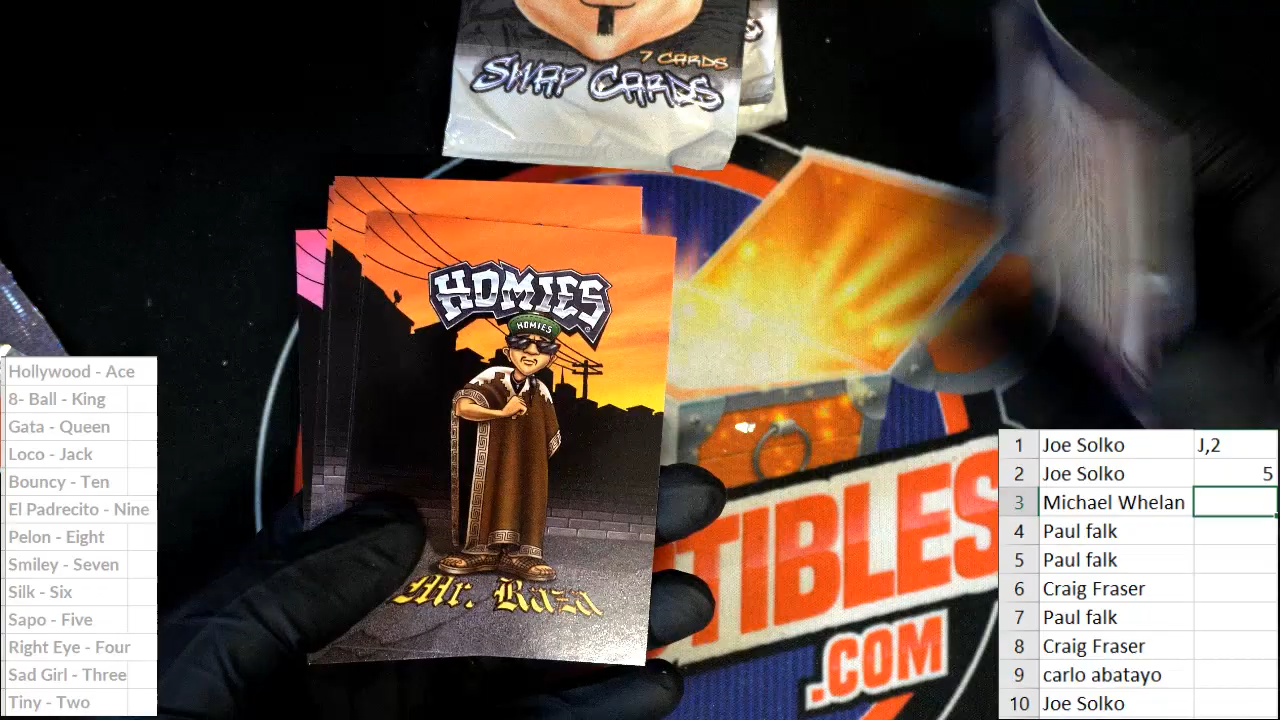 7 CARDS
SWAP CARDS
HOMIES
HOMIES
Mr. Raza
TIBLES
.COM
Hollywood - Ace
8- Ball - King
Gata - Queen
Loco - Jack
Bouncy - Ten
El Padrecito - Nine
Pelon - Eight
Smiley - Seven
Silk - Six
Sapo - Five
Right Eye - Four
Sad Girl - Three
Tiny - Two
1 Joe Solko J,2
2 Joe Solko 5
3 Michael Whelan
4 Paul falk
5 Paul falk
6 Craig Fraser
7 Paul falk
8 Craig Fraser
9 carlo abatayo
10 Joe Solko